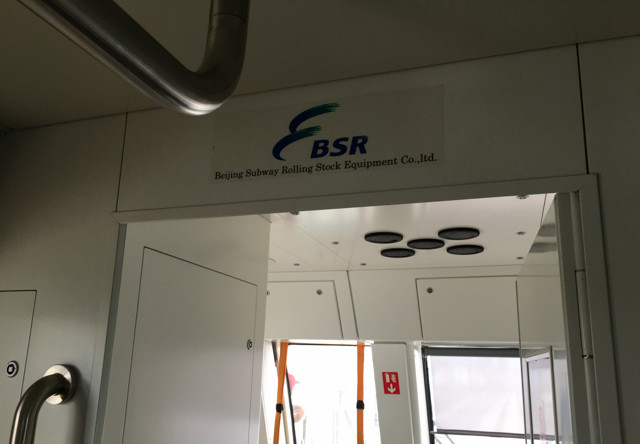 BSR
Beijing Subway Rolling Stock Equipment Co.,ltd.